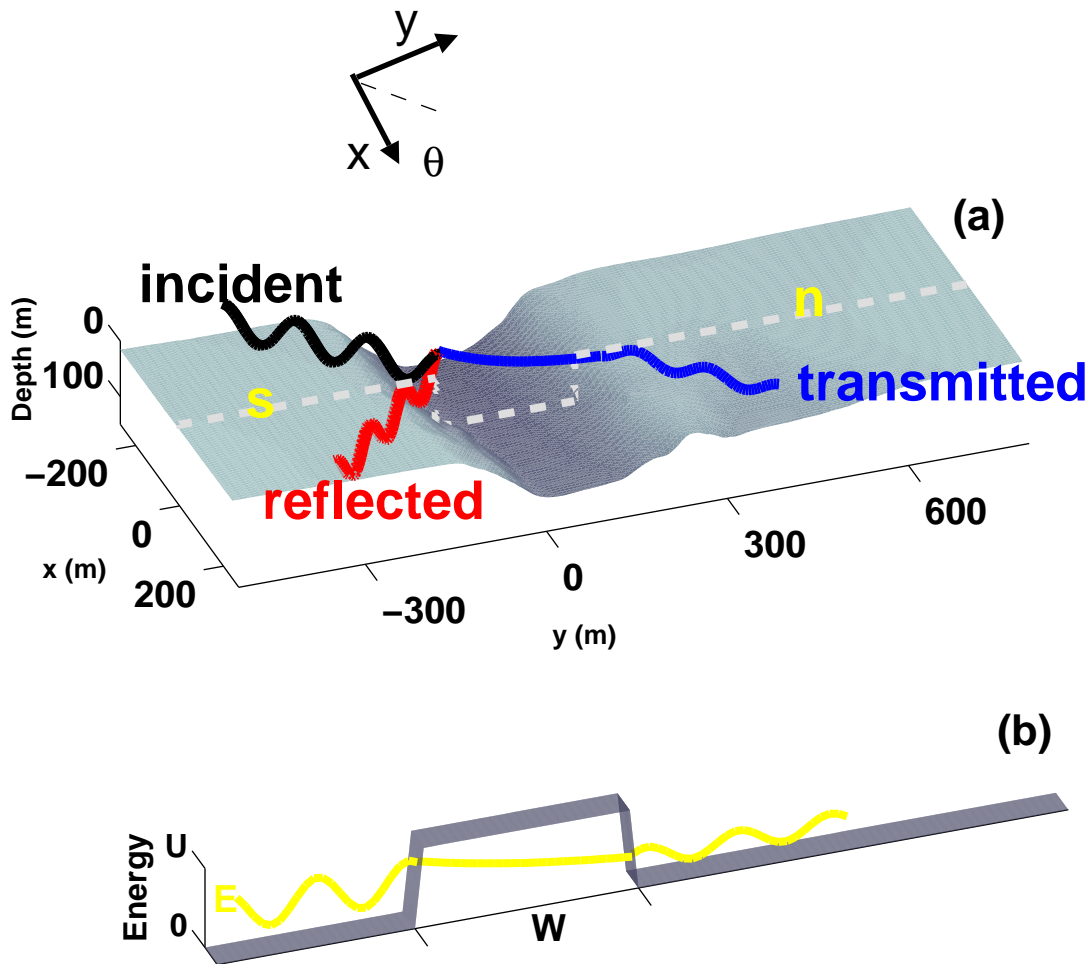 y
x
θ
(a)
incident
n
0
Depth (m)
100
s
transmitted
−200
reflected
600
0
300
x (m)
200
0
−300
y (m)
(b)
U
Energy
E
0
W